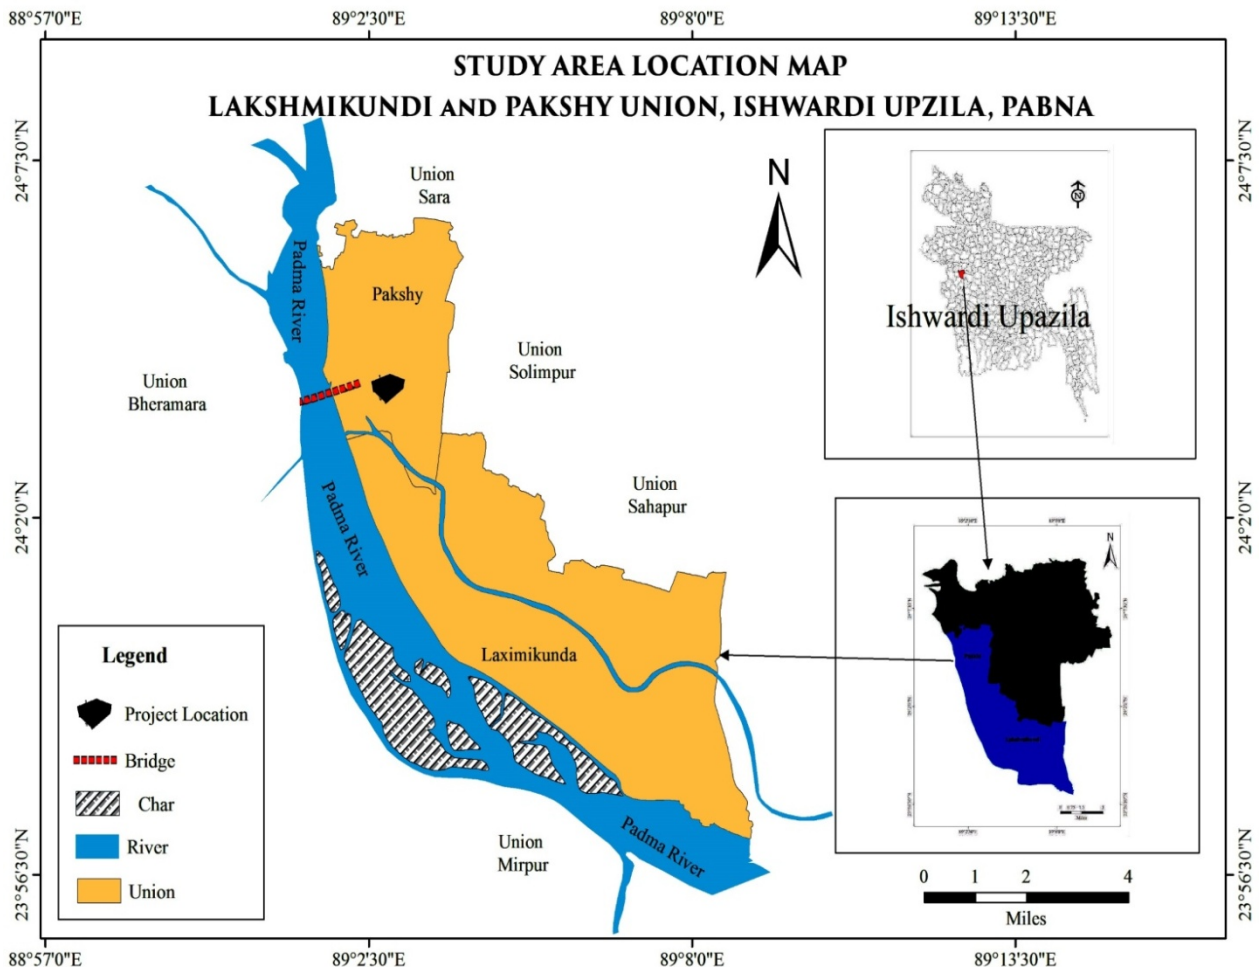 88°57'0"E 89°2'30"E 89°8'0"E 89°13'30"E
STUDY AREA LOCATION MAP
LAKSHMIKUNDI AND PAKSHY UNION, ISHWARDI UPZILA, PABNA
24°7'30"N
24°7'30"N
Union
Sara
N
N
Padma River
Pakshy
Ishwardi Upazila
Union
Solimpur
Union
Bheramara
Union
Sahapur
24°2'0"N
24°2'0"N
Padma River
N
Laximikunda
Legend
Project Location
Bridge
Char
River
Union
Union
Mirpur
Padma River
Miles
0 1 2 4
Miles
23°56'30"N
23°56'30"N
88°57'0"E 89°2'30"E 89°8'0"E 89°13'30"E